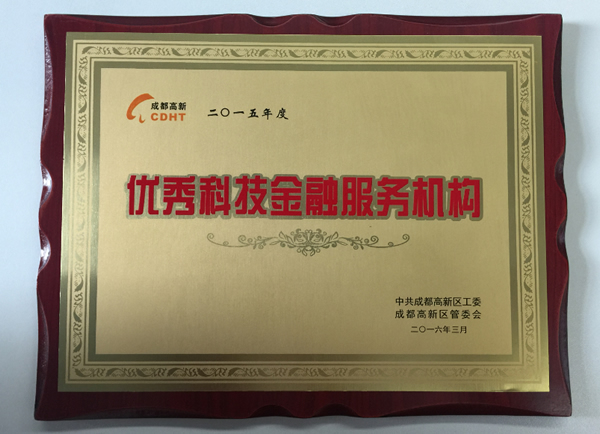 成都高新
CDHT
二〇一五年度
优秀科技金融服务机构
中共成都高新区工委
成都高新区管委会
二〇一六年三月